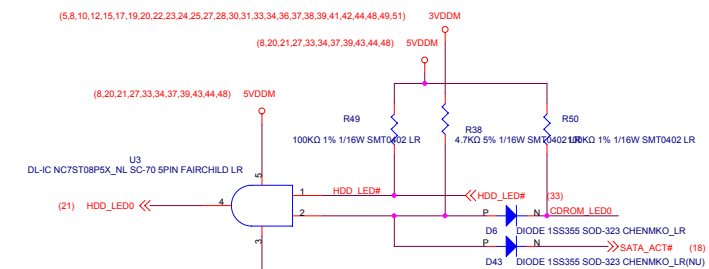 (5,8,10,12,15,17,19,20,22,23,24,25,27,28,30,31,33,34,36,37,38,39,41,42,44,48,49,51) 3VDDM
(8,20,21,27,33,34,37,39,43,44,48) 5VDDM
(8,20,21,27,33,34,37,39,43,44,48) 5VDDM
R49
R38
R50
100KΩ 1% 1/16W SMT0402 LR
4.7KΩ 5% 1/16W SMT0402 LR
100KΩ 1% 1/16W SMT0402 LR
U3
DL-IC NC7ST08P5X_NL SC-70 5PIN FAIRCHILD LR
5
1 HDD_LED# HDD_LED# (33)
(21) HDD_LED0 4
2 P N CDROM_LED0
D6 DIODE 1SS355 SOD-323 CHENMKO_LR
3
P N SATA_ACT# (18)
D43 DIODE 1SS355 SOD-323 CHENMKO_LR(NU)